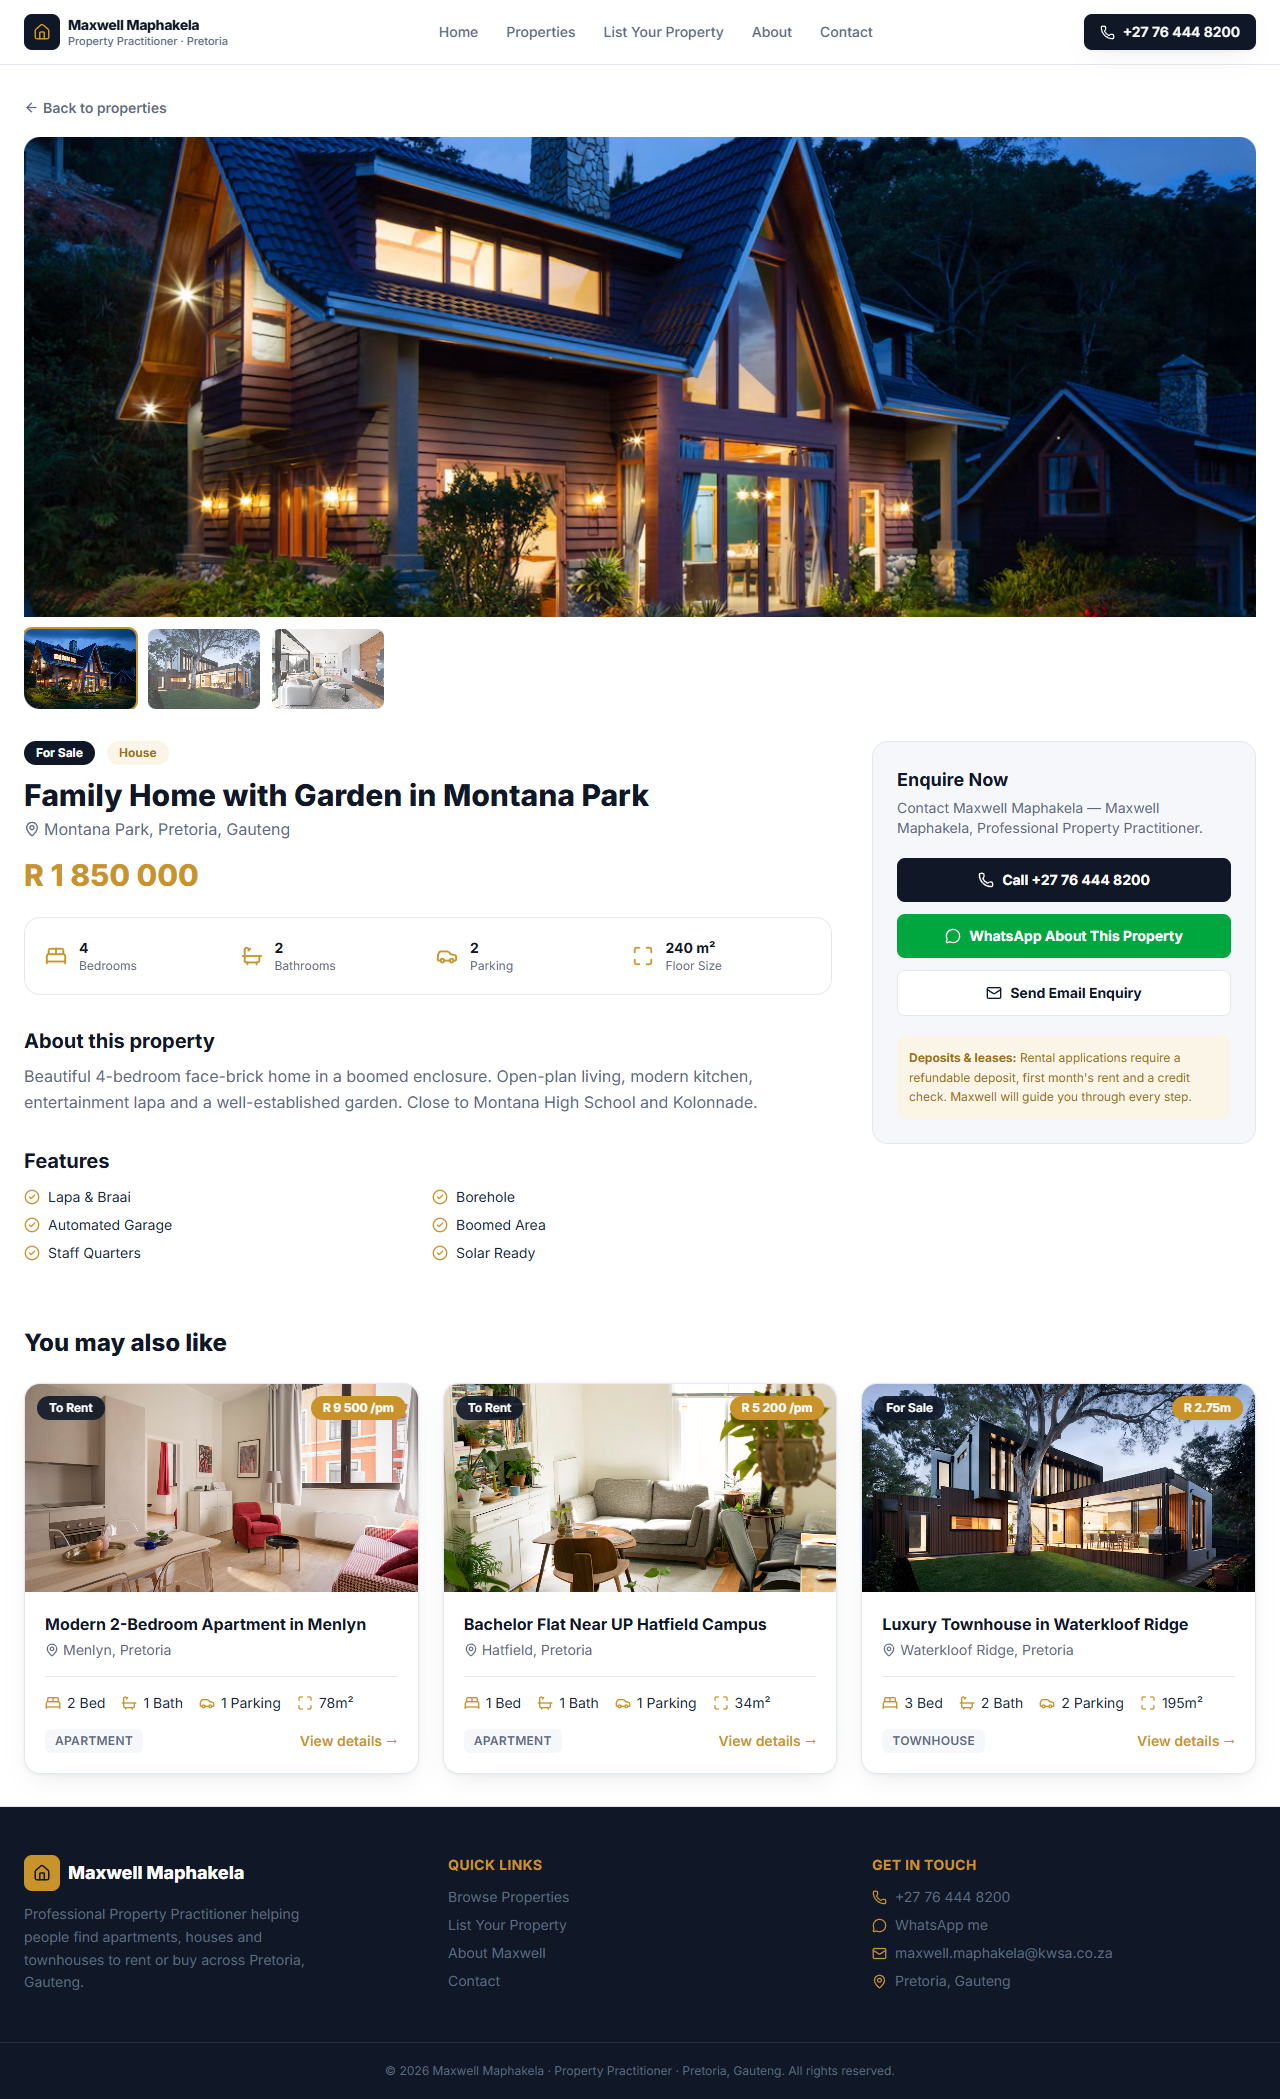 Maxwell Maphakela
Property Practitioner · Pretoria
Home
Properties
List Your Property
About
Contact
+27 76 444 8200
← Back to properties
For Sale
House
Family Home with Garden in Montana Park
Montana Park, Pretoria, Gauteng
R 1 850 000
4
Bedrooms
2
Bathrooms
2
Parking
240 m²
Floor Size
About this property
Beautiful 4-bedroom face-brick home in a boomed enclosure. Open-plan living, modern kitchen,
entertainment lapa and a well-established garden. Close to Montana High School and Kolonnade.
Features
Lapa & Braai
Borehole
Automated Garage
Boomed Area
Staff Quarters
Solar Ready
Enquire Now
Contact Maxwell Maphakela — Maxwell
Maphakela, Professional Property Practitioner.
Call +27 76 444 8200
WhatsApp About This Property
Send Email Enquiry
Deposits & leases: Rental applications require a
refundable deposit, first month's rent and a credit
check. Maxwell will guide you through every step.
You may also like
To Rent
R 9 500 /pm
Modern 2-Bedroom Apartment in Menlyn
Menlyn, Pretoria
2 Bed
1 Bath
1 Parking
78m²
APARTMENT
View details →
To Rent
R 5 200 /pm
Bachelor Flat Near UP Hatfield Campus
Hatfield, Pretoria
1 Bed
1 Bath
1 Parking
34m²
APARTMENT
View details →
For Sale
R 2.75m
Luxury Townhouse in Waterkloof Ridge
Waterkloof Ridge, Pretoria
3 Bed
2 Bath
2 Parking
195m²
TOWNHOUSE
View details →
Maxwell Maphakela
Professional Property Practitioner helping
people find apartments, houses and
townhouses to rent or buy across Pretoria,
Gauteng.
QUICK LINKS
Browse Properties
List Your Property
About Maxwell
Contact
GET IN TOUCH
+27 76 444 8200
WhatsApp me
maxwell.maphakela@kwsa.co.za
Pretoria, Gauteng
© 2026 Maxwell Maphakela · Property Practitioner · Pretoria, Gauteng. All rights reserved.